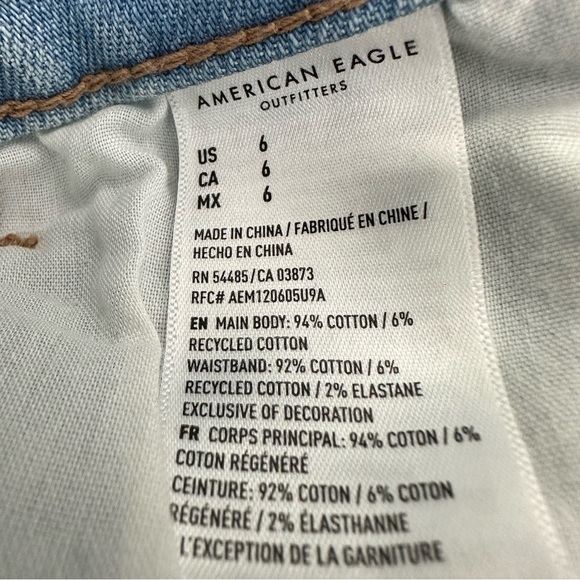 AMERICAN EAGLE
OUTFITTERS
US 6
CA 6
MX 6
MADE IN CHINA / FABRIQUÉ EN CHINE /
HECHO EN CHINA
RN 54485/CA 03873
RFC# AEM120605U9A
EN MAIN BODY: 94% COTTON / 6%
RECYCLED COTTON
WAISTBAND: 92% COTTON / 6%
RECYCLED COTTON / 2% ELASTANE
EXCLUSIVE OF DECORATION
FR CORPS PRINCIPAL: 94% COTON / 6%
COTON RÉGÉNÉRÉ
CEINTURE: 92% COTON / 6% COTON
RÉGÉNÉRÉ / 2% ÉLASTHANNE
L'EXCEPTION DE LA GARNITURE